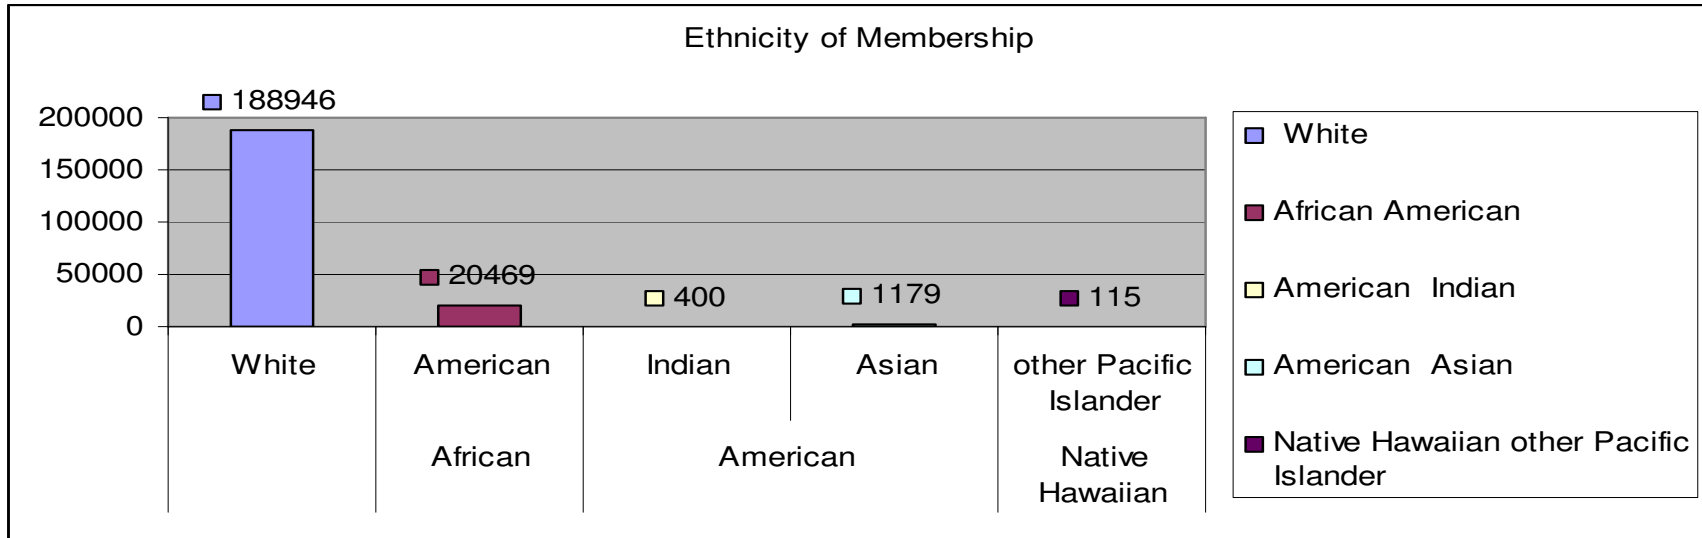 Ethnicity of Membership
188946
200000
150000
100000
50000
0
20469
400
1179
115
White
American
Indian
Asian
other Pacific
Islander
African
American
Native
Hawaiian
White
African American
American Indian
American Asian
Native Hawaiian other Pacific
Islander